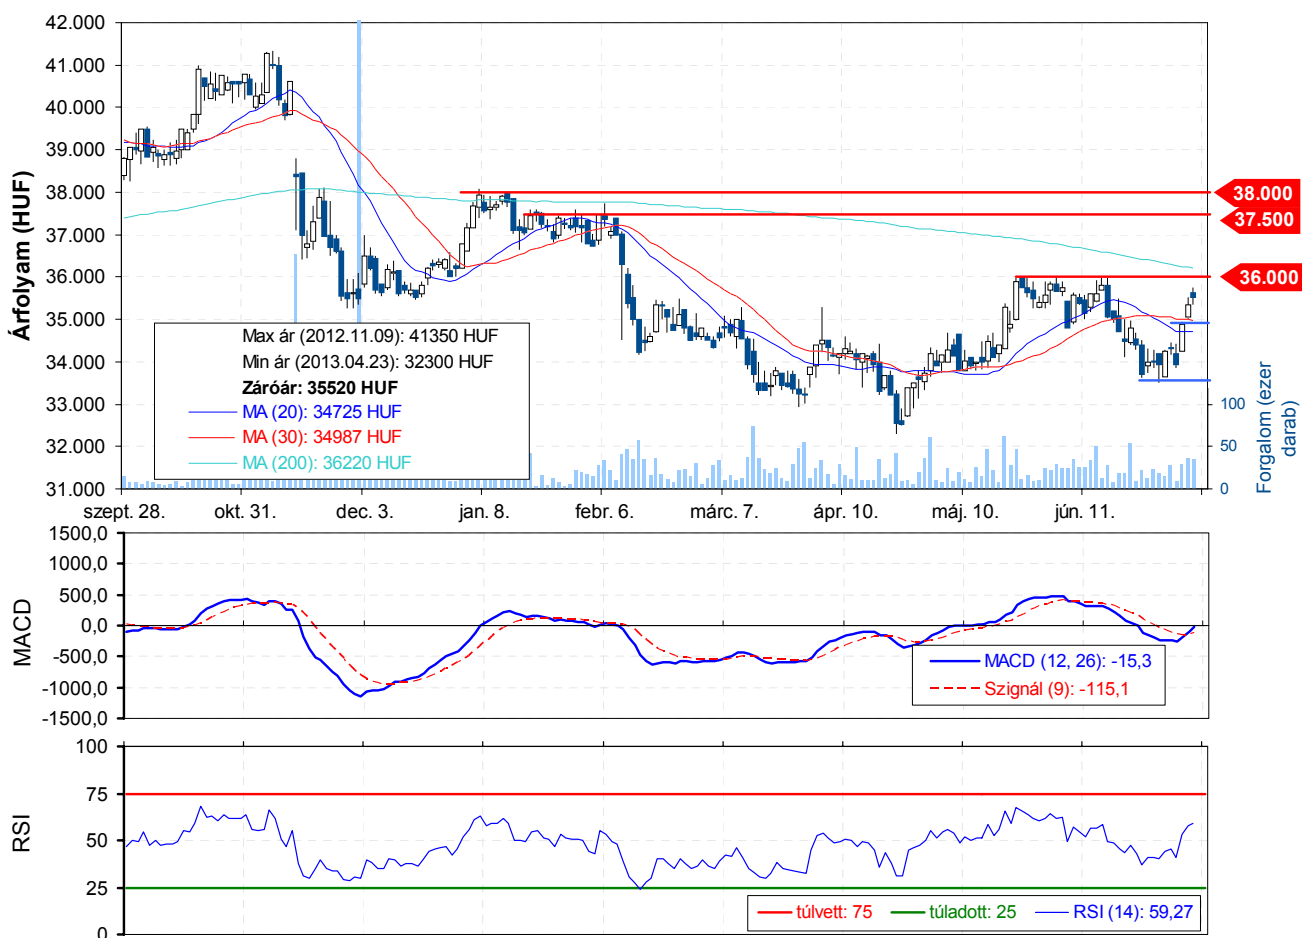 42.000
41.000
40.000
39.000
38.000
37.000
36.000
35.000
34.000
33.000
32.000
31.000
Árfolyam (HUF)
38.000
37.500
36.000
Max ár (2012.11.09): 41350 HUF
Min ár (2013.04.23): 32300 HUF
Záróár: 35520 HUF
MA (20): 34725 HUF
MA (30): 34987 HUF
MA (200): 36220 HUF
100
50
0
Forgalom (ezer
darab)
szept. 28. okt. 31. dec. 3. jan. 8. febr. 6. márc. 7. ápr. 10. máj. 10. jún. 11.
1500,0
1000,0
500,0
0,0
-500,0
-1000,0
-1500,0
MACD
MACD (12, 26): -15,3
Szignál (9): -115,1
100
75
50
25
0
RSI
túlvett: 75 túladott: 25 RSI (14): 59,27